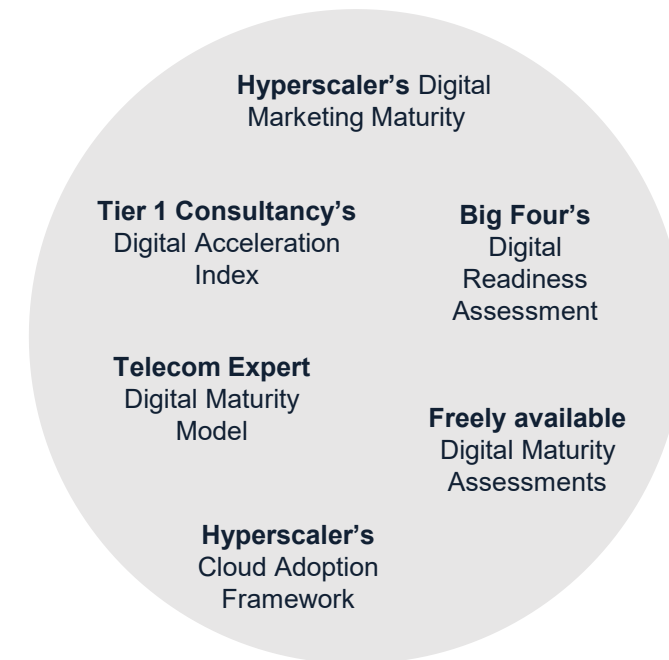 Hyperscaler’s Digital
Marketing Maturity
Tier 1 Consultancy’s
Digital Acceleration
Index
Big Four’s
Digital
Readiness
Assessment
Telecom Expert
Digital Maturity
Model
Freely available
Digital Maturity
Assessments
Hyperscaler’s
Cloud Adoption
Framework